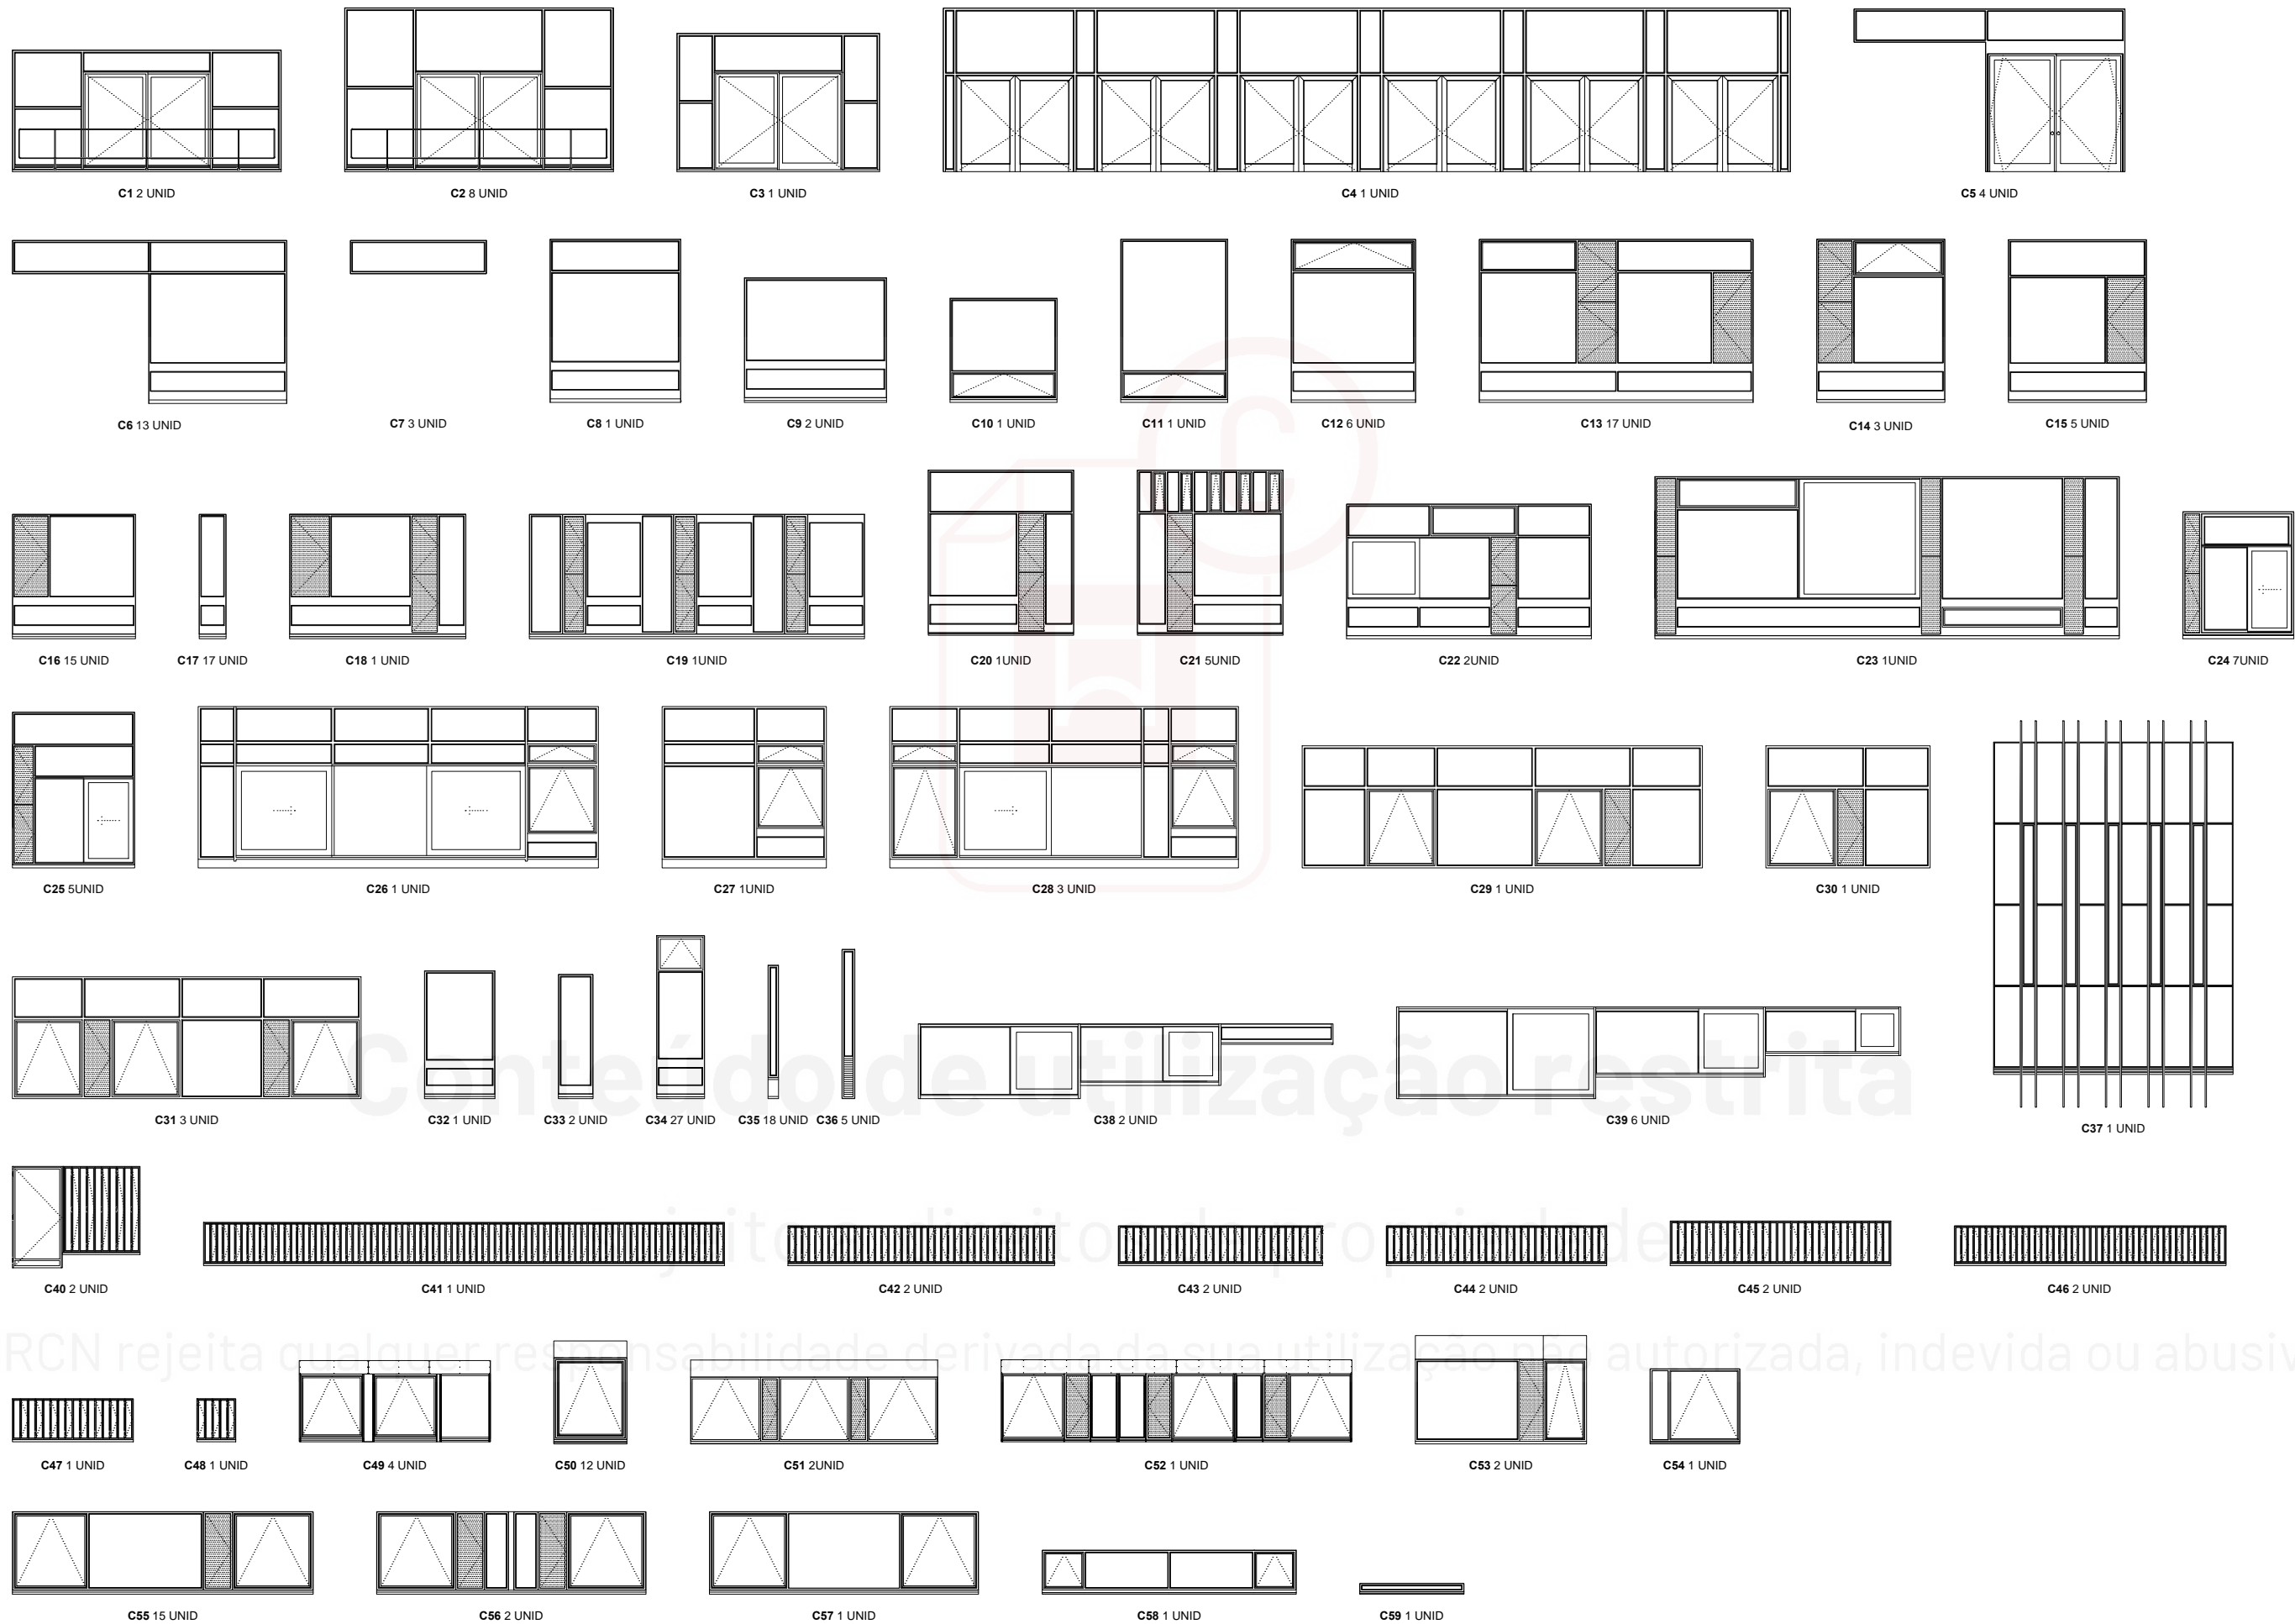 C1 2 UNID
C2 8 UNID
C3 1 UNID
C4 1 UNID
C5 4 UNID
C6 13 UNID
C7 3 UNID
C8 1 UNID
C9 2 UNID
C10 1 UNID
C11 1 UNID
C12 6 UNID
C13 17 UNID
C14 3 UNID
C15 5 UNID
C16 15 UNID
C17 17 UNID
C18 1 UNID
C19 1UNID
C20 1UNID
C21 5UNID
C22 2UNID
C23 1UNID
C24 7UNID
C25 5UNID
C26 1 UNID
C27 1UNID
C28 3 UNID
C29 1 UNID
C30 1 UNID
C31 3 UNID
C32 1 UNID
C33 2 UNID
C34 27 UNID
C35 18 UNID
C36 5 UNID
C38 2 UNID
C39 6 UNID
C37 1 UNID
Conteúdo de utilização restrita
C40 2 UNID
C41 1 UNID
C42 2 UNID
C43 2 UNID
C44 2 UNID
C45 2 UNID
C46 2 UNID
RCN rejeita qualquer responsabilidade derivada da sua utilização não autorizada, indevida ou abusiv
C47 1 UNID
C48 1 UNID
C49 4 UNID
C50 12 UNID
C51 2UNID
C52 1 UNID
C53 2 UNID
C54 1 UNID
C55 15 UNID
C56 2 UNID
C57 1 UNID
C58 1 UNID
C59 1 UNID